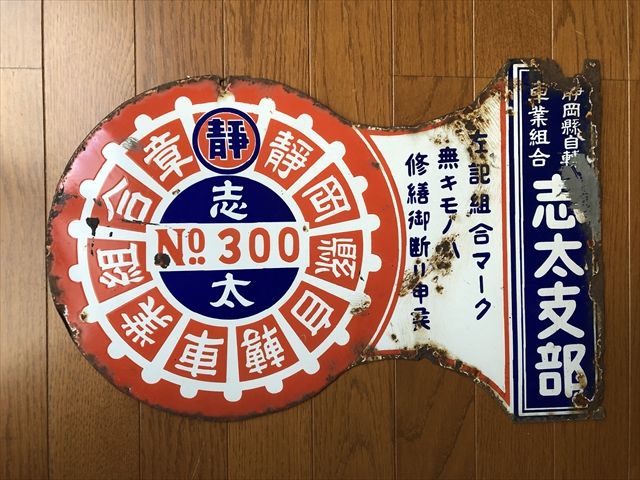 靜岡縣自轉
車業組合
志太支部
左記組合マーク
無キモノハ
修繕御断リ申候
靜
靜岡縣自轉車業組合章
志
No. 300
太